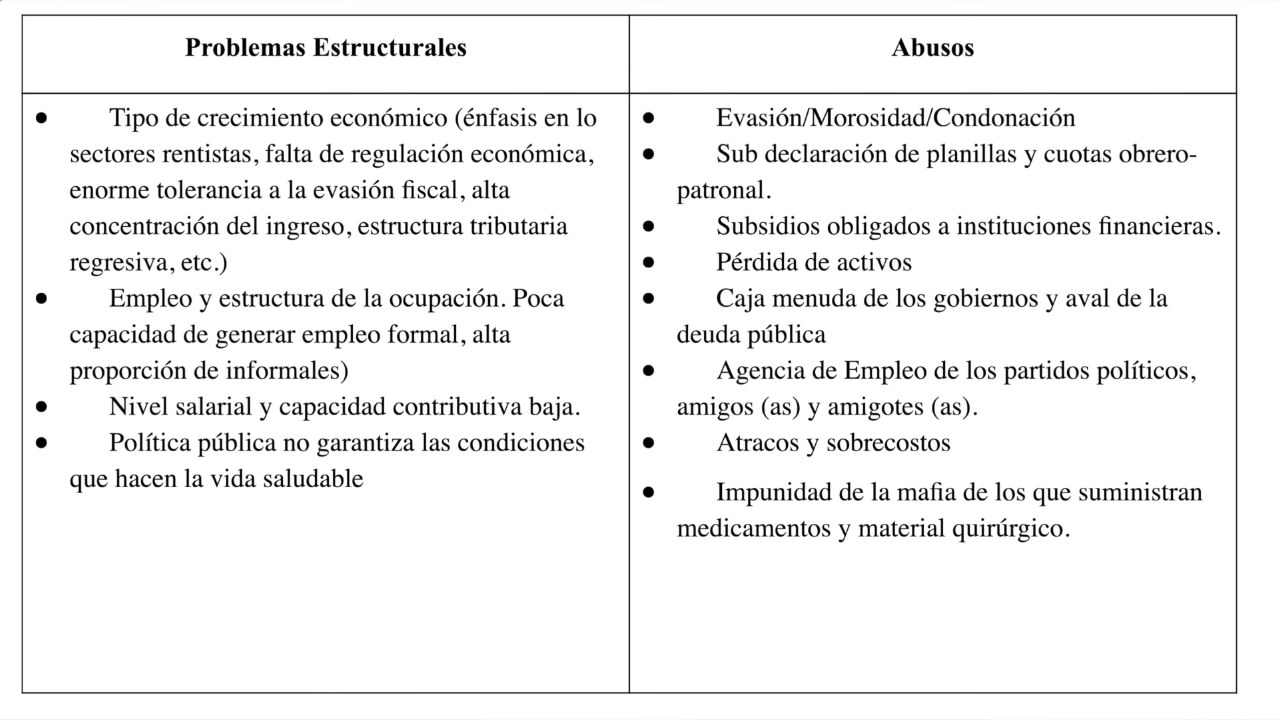 Problemas Estructurales
Abusos
● Tipo de crecimiento económico (énfasis en lo
sectores rentistas, falta de regulación económica,
enorme tolerancia a la evasión fiscal, alta
concentración del ingreso, estructura tributaria
regresiva, etc.)
● Empleo y estructura de la ocupación. Poca
capacidad de generar empleo formal, alta
proporción de informales)
● Nivel salarial y capacidad contributiva baja.
● Política pública no garantiza las condiciones
que hacen la vida saludable
● Evasión/Morosidad/Condonación
● Sub declaración de planillas y cuotas obrero-
patronal.
● Subsidios obligados a instituciones financieras.
● Pérdida de activos
● Caja menuda de los gobiernos y aval de la
deuda pública
● Agencia de Empleo de los partidos políticos,
amigos (as) y amigotes (as).
● Atracos y sobrecostos
● Impunidad de la mafia de los que suministran
medicamentos y material quirúrgico.